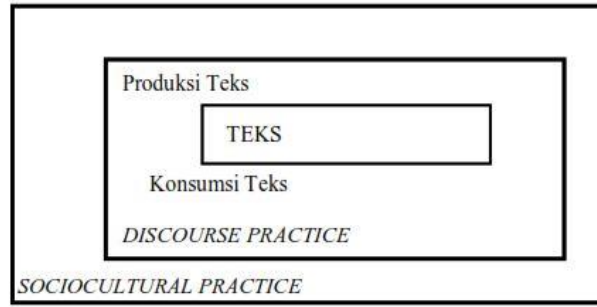 Produksi Teks
TEKS
Konsumsi Teks
DISCOURSE PRACTICE
SOCIOCULTURAL PRACTICE